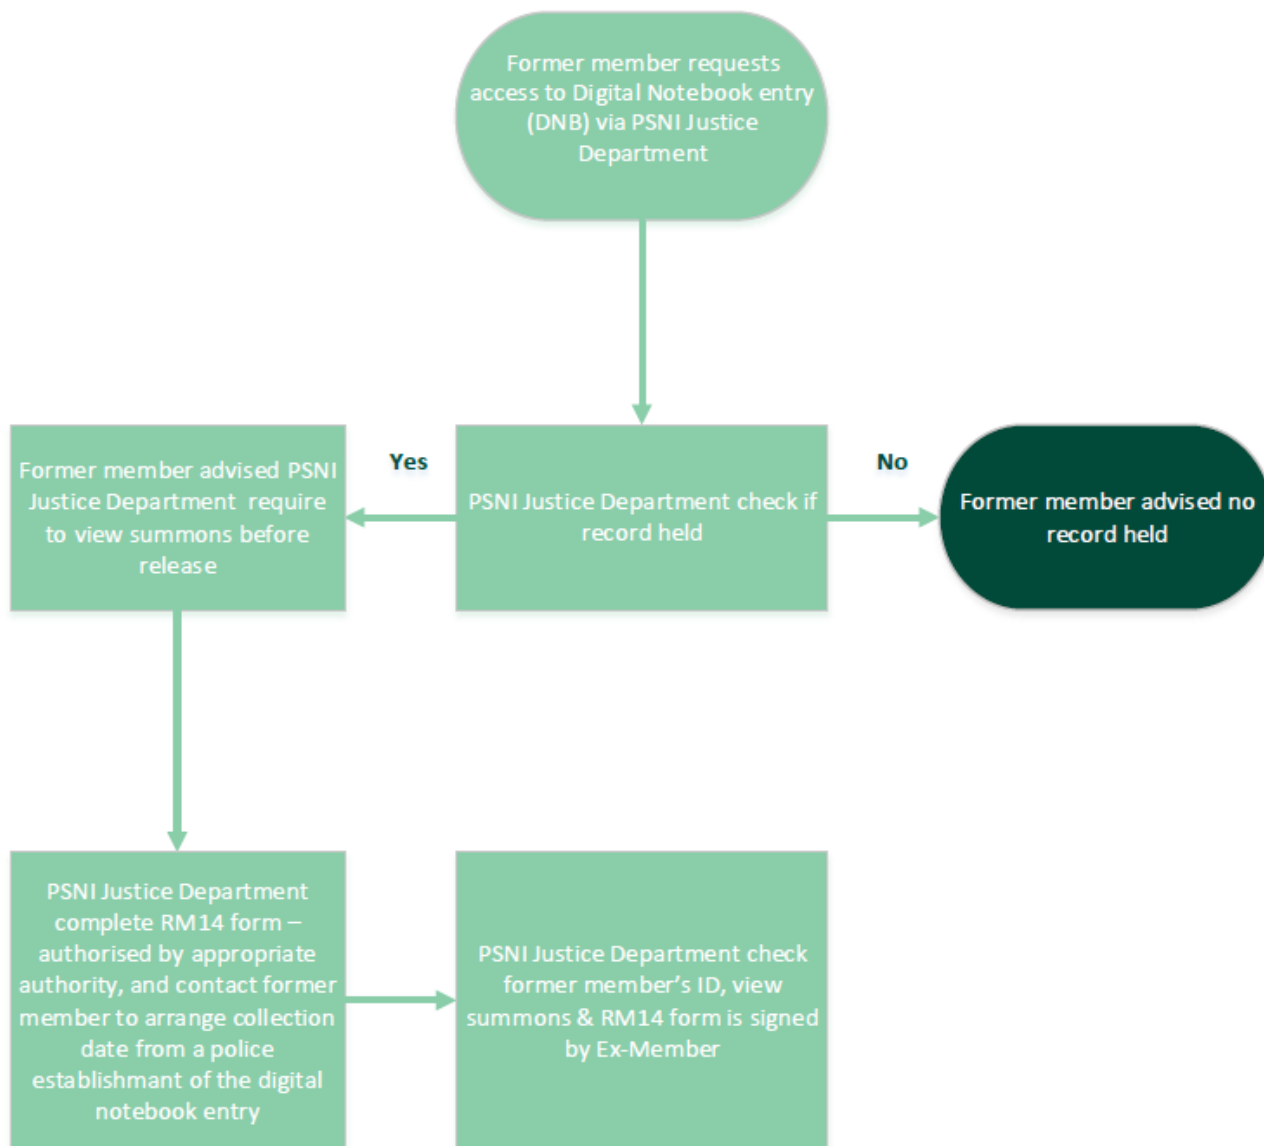 Former member requests
access to Digital Notebook entry
(DNB) via PSNI Justice
Department
Former member advised PSNI
Justice Department  require
to view summons before
release
Yes
PSNI Justice Department check if
record held
No
Former member advised no
record held
PSNI Justice Department
complete RM14 form –
authorised by appropriate
authority, and contact former
member to arrange collection
date from a police
establishmant of the digital
notebook entry
PSNI Justice Department check
former member’s ID, view
summons & RM14 form is signed
by Ex-Member